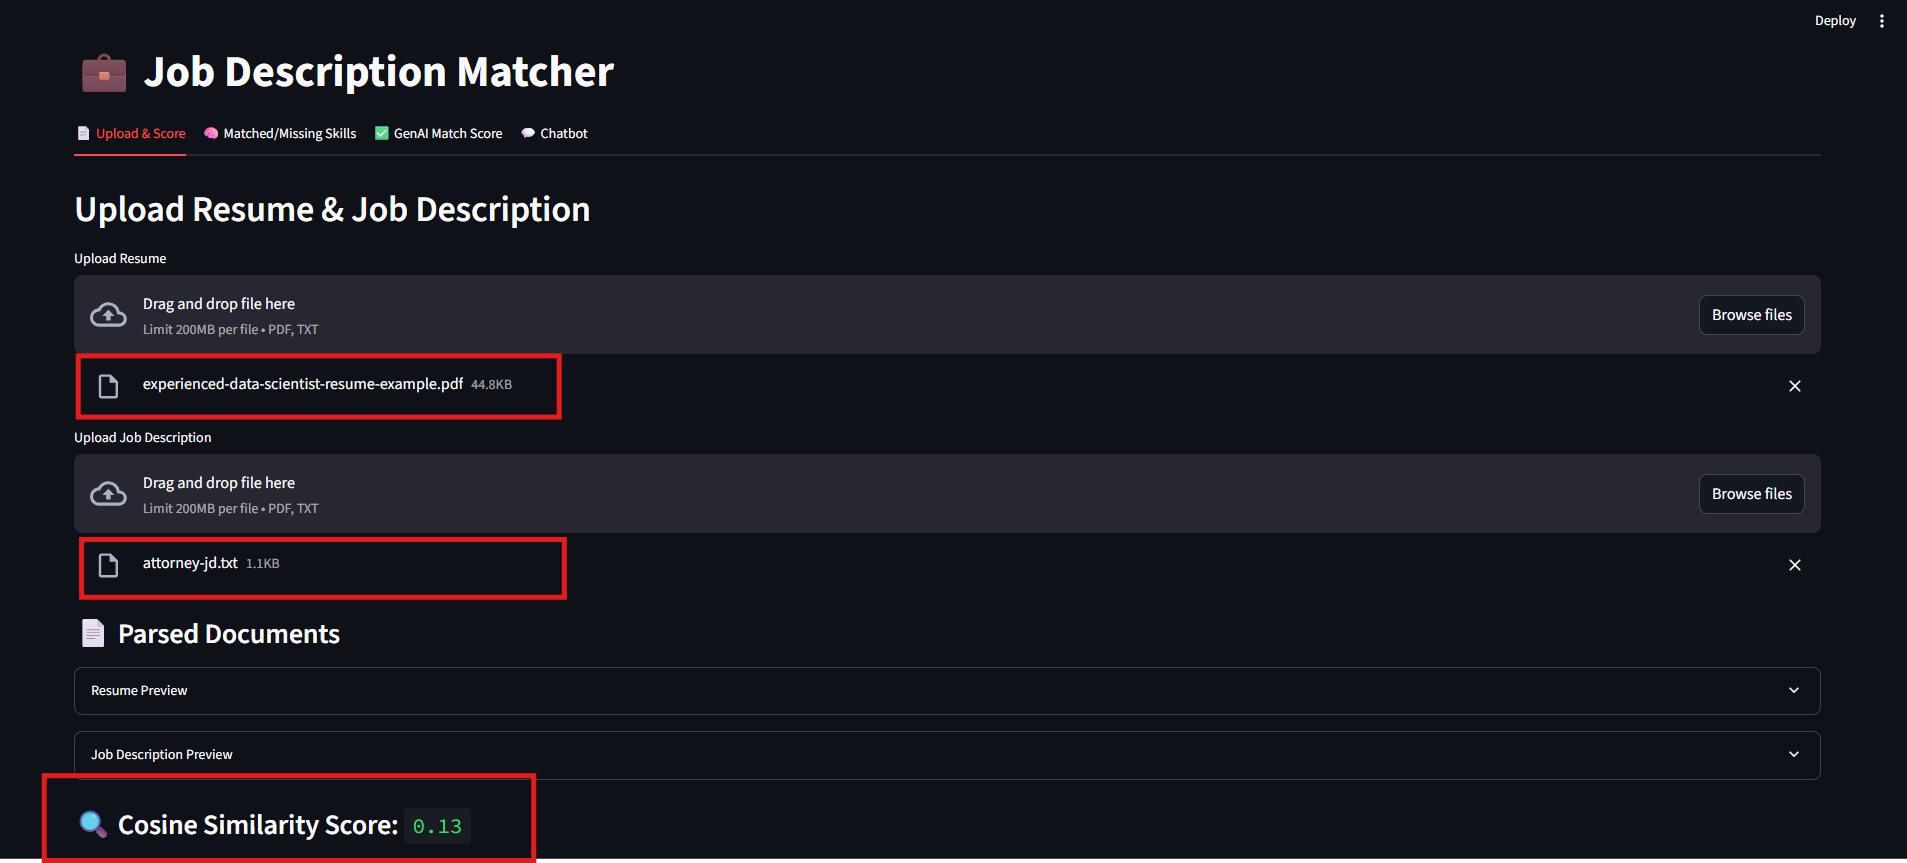 Deploy
Job Description Matcher
Upload & Score Matched/Missing Skills GenAI Match Score Chatbot
Upload Resume & Job Description
Upload Resume
Drag and drop file here
Limit 200MB per file • PDF, TXT
Browse files
experienced-data-scientist-resume-example.pdf 44.8KB
Upload Job Description
Drag and drop file here
Limit 200MB per file • PDF, TXT
Browse files
attorney-jd.txt 1.1KB
Parsed Documents
Resume Preview
Job Description Preview
Cosine Similarity Score: 0.13